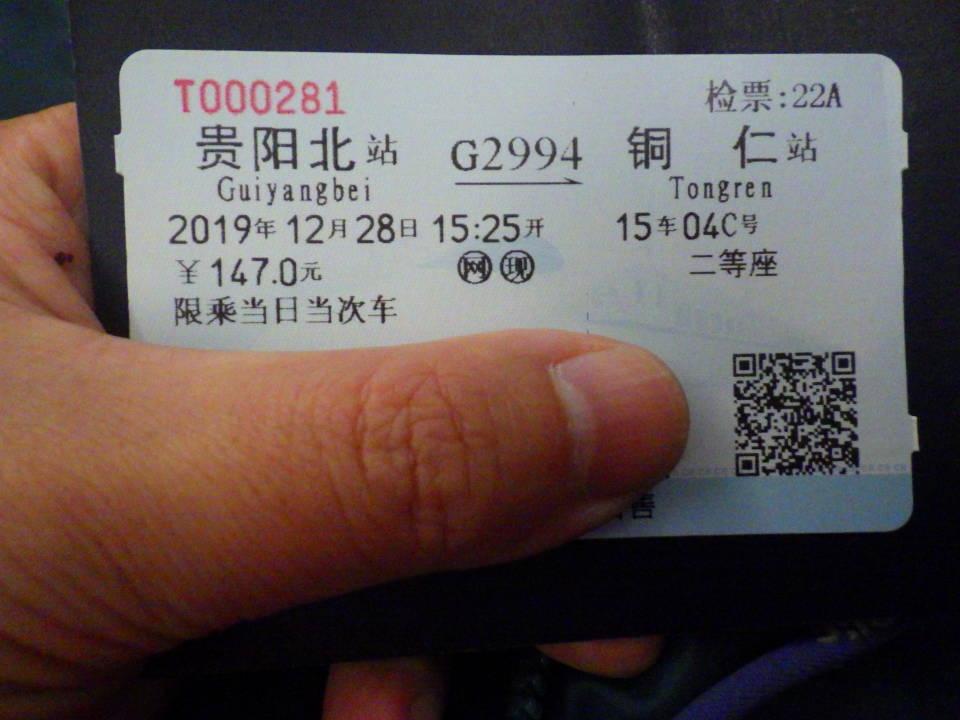 T000281 检票:22A
贵阳北站 G2994 铜仁站
Guiyangbei Tongren
2019年12月28日 15:25开 15车04C号
￥147.0元 网 现 二等座
限乘当日当次车
售